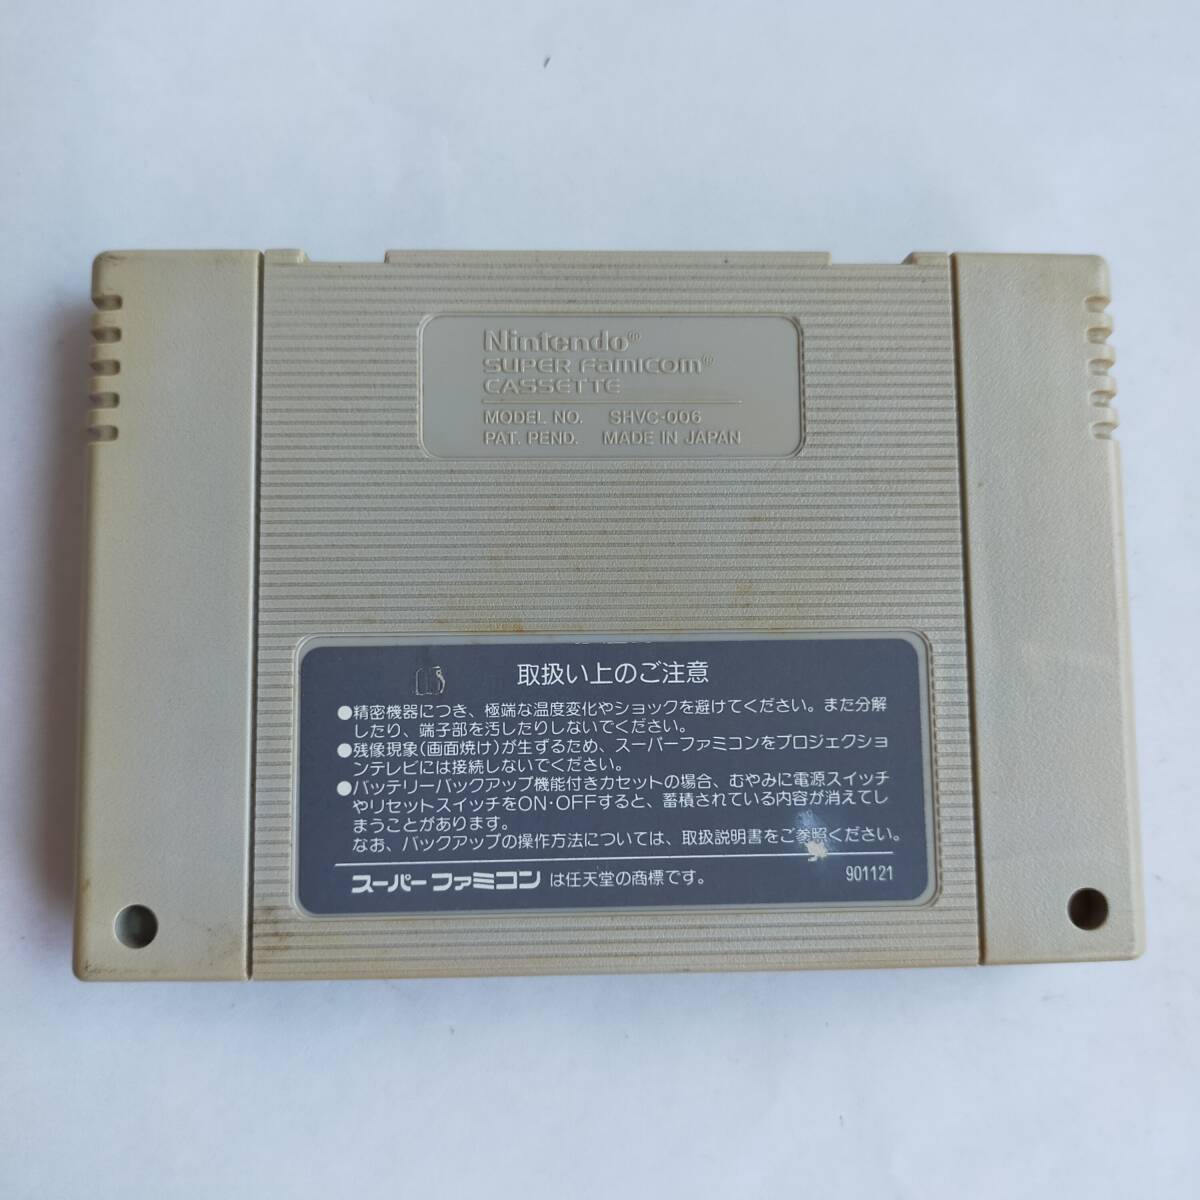 Nintendo®
SUPER Famicom®
CASSETTE
MODEL NO. SHVC-006
PAT. PEND. MADE IN JAPAN
取扱い上のご注意
●精密機器につき、極端な温度変化やショックを避けてください。また分解
したり、端子部を汚したりしないでください。
●残像現象(画面焼け)が生ずるため、スーパーファミコンをプロジェクショ
ンテレビには接続しないでください。
●バッテリーバックアップ機能付きカセットの場合、むやみに電源スイッチ
やリセットスイッチをON・OFFすると、蓄積されている内容が消えてし
まうことがあります。
なお、バックアップの操作方法については、取扱説明書をご参照ください。
スーパーファミコン は任天堂の商標です。
901121